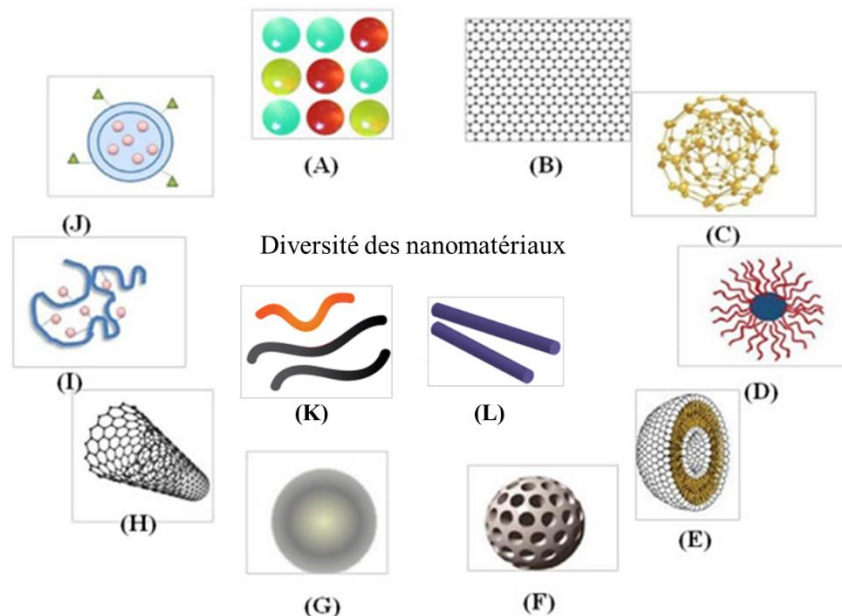 (A)
(B)
(J)
(C)
Diversité des nanomatériaux
(I)
(K)
(L)
(D)
(H)
(E)
(G)
(F)